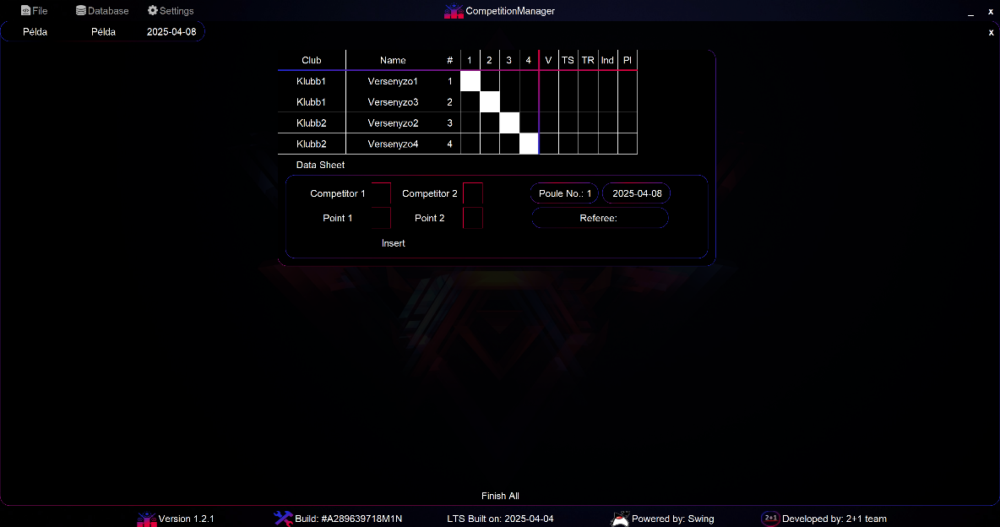 File Database Settings CompetitionManager _ x
Példa Példa 2025-04-08 x
Club Name # 1 2 3 4 V TS TR Ind Pl
Klubb1 Versenyzo1 1
Klubb1 Versenyzo3 2
Klubb2 Versenyzo2 3
Klubb2 Versenyzo4 4
Data Sheet
Competitor 1 Competitor 2 Poule No.: 1 2025-04-08
Point 1 Point 2 Referee:
Insert
Finish All
Version 1.2.1 Build: #A289639718M1N LTS Built on: 2025-04-04 Powered by: Swing 2+1 Developed by: 2+1 team